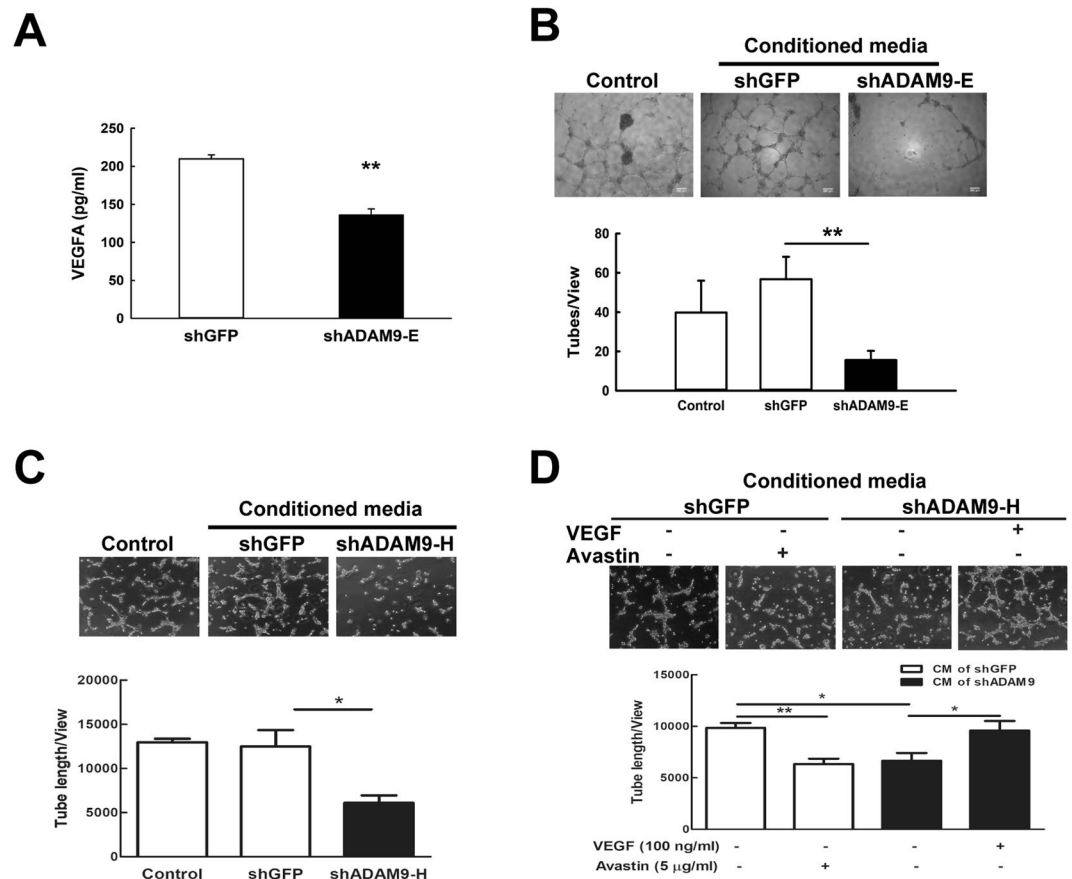 A
250
200
150
100
50
0
VEGFA (pg/ml)
**
shGFP shADAM9-E
B
Conditioned media
Control shGFP shADAM9-E
80
60
40
20
0
Tubes/View
**
Control shGFP shADAM9-E
C
Conditioned media
Control shGFP shADAM9-H
20000
15000
10000
5000
0
Tube length/View
*
Control shGFP shADAM9-H
D
Conditioned media
shGFP shADAM9-H
VEGF - - - +
Avastin - + - -
CM of shGFP
CM of shADAM9
15000
10000
5000
0
Tube length/View
*
** *
VEGF (100 ng/ml) - - - +
Avastin (5 μg/ml) - + - -